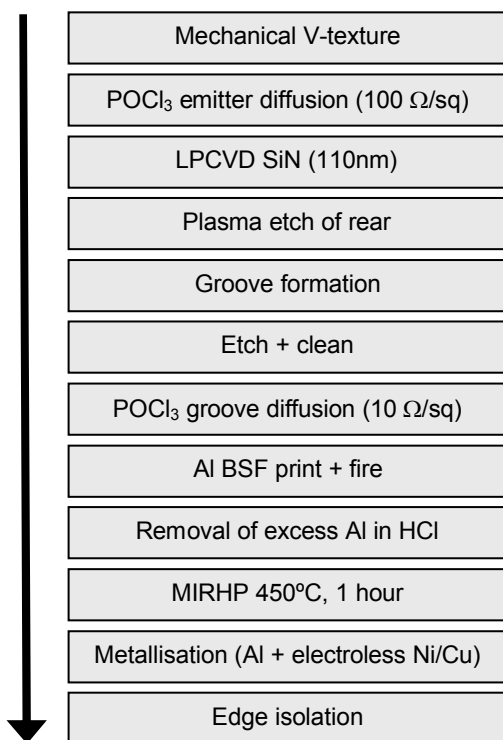 Mechanical V-texture
POCl₃ emitter diffusion (100 Ω/sq)
LPCVD SiN (110nm)
Plasma etch of rear
Groove formation
Etch + clean
POCl₃ groove diffusion (10 Ω/sq)
Al BSF print + fire
Removal of excess Al in HCl
MIRHP 450ºC, 1 hour
Metallisation (Al + electroless Ni/Cu)
Edge isolation